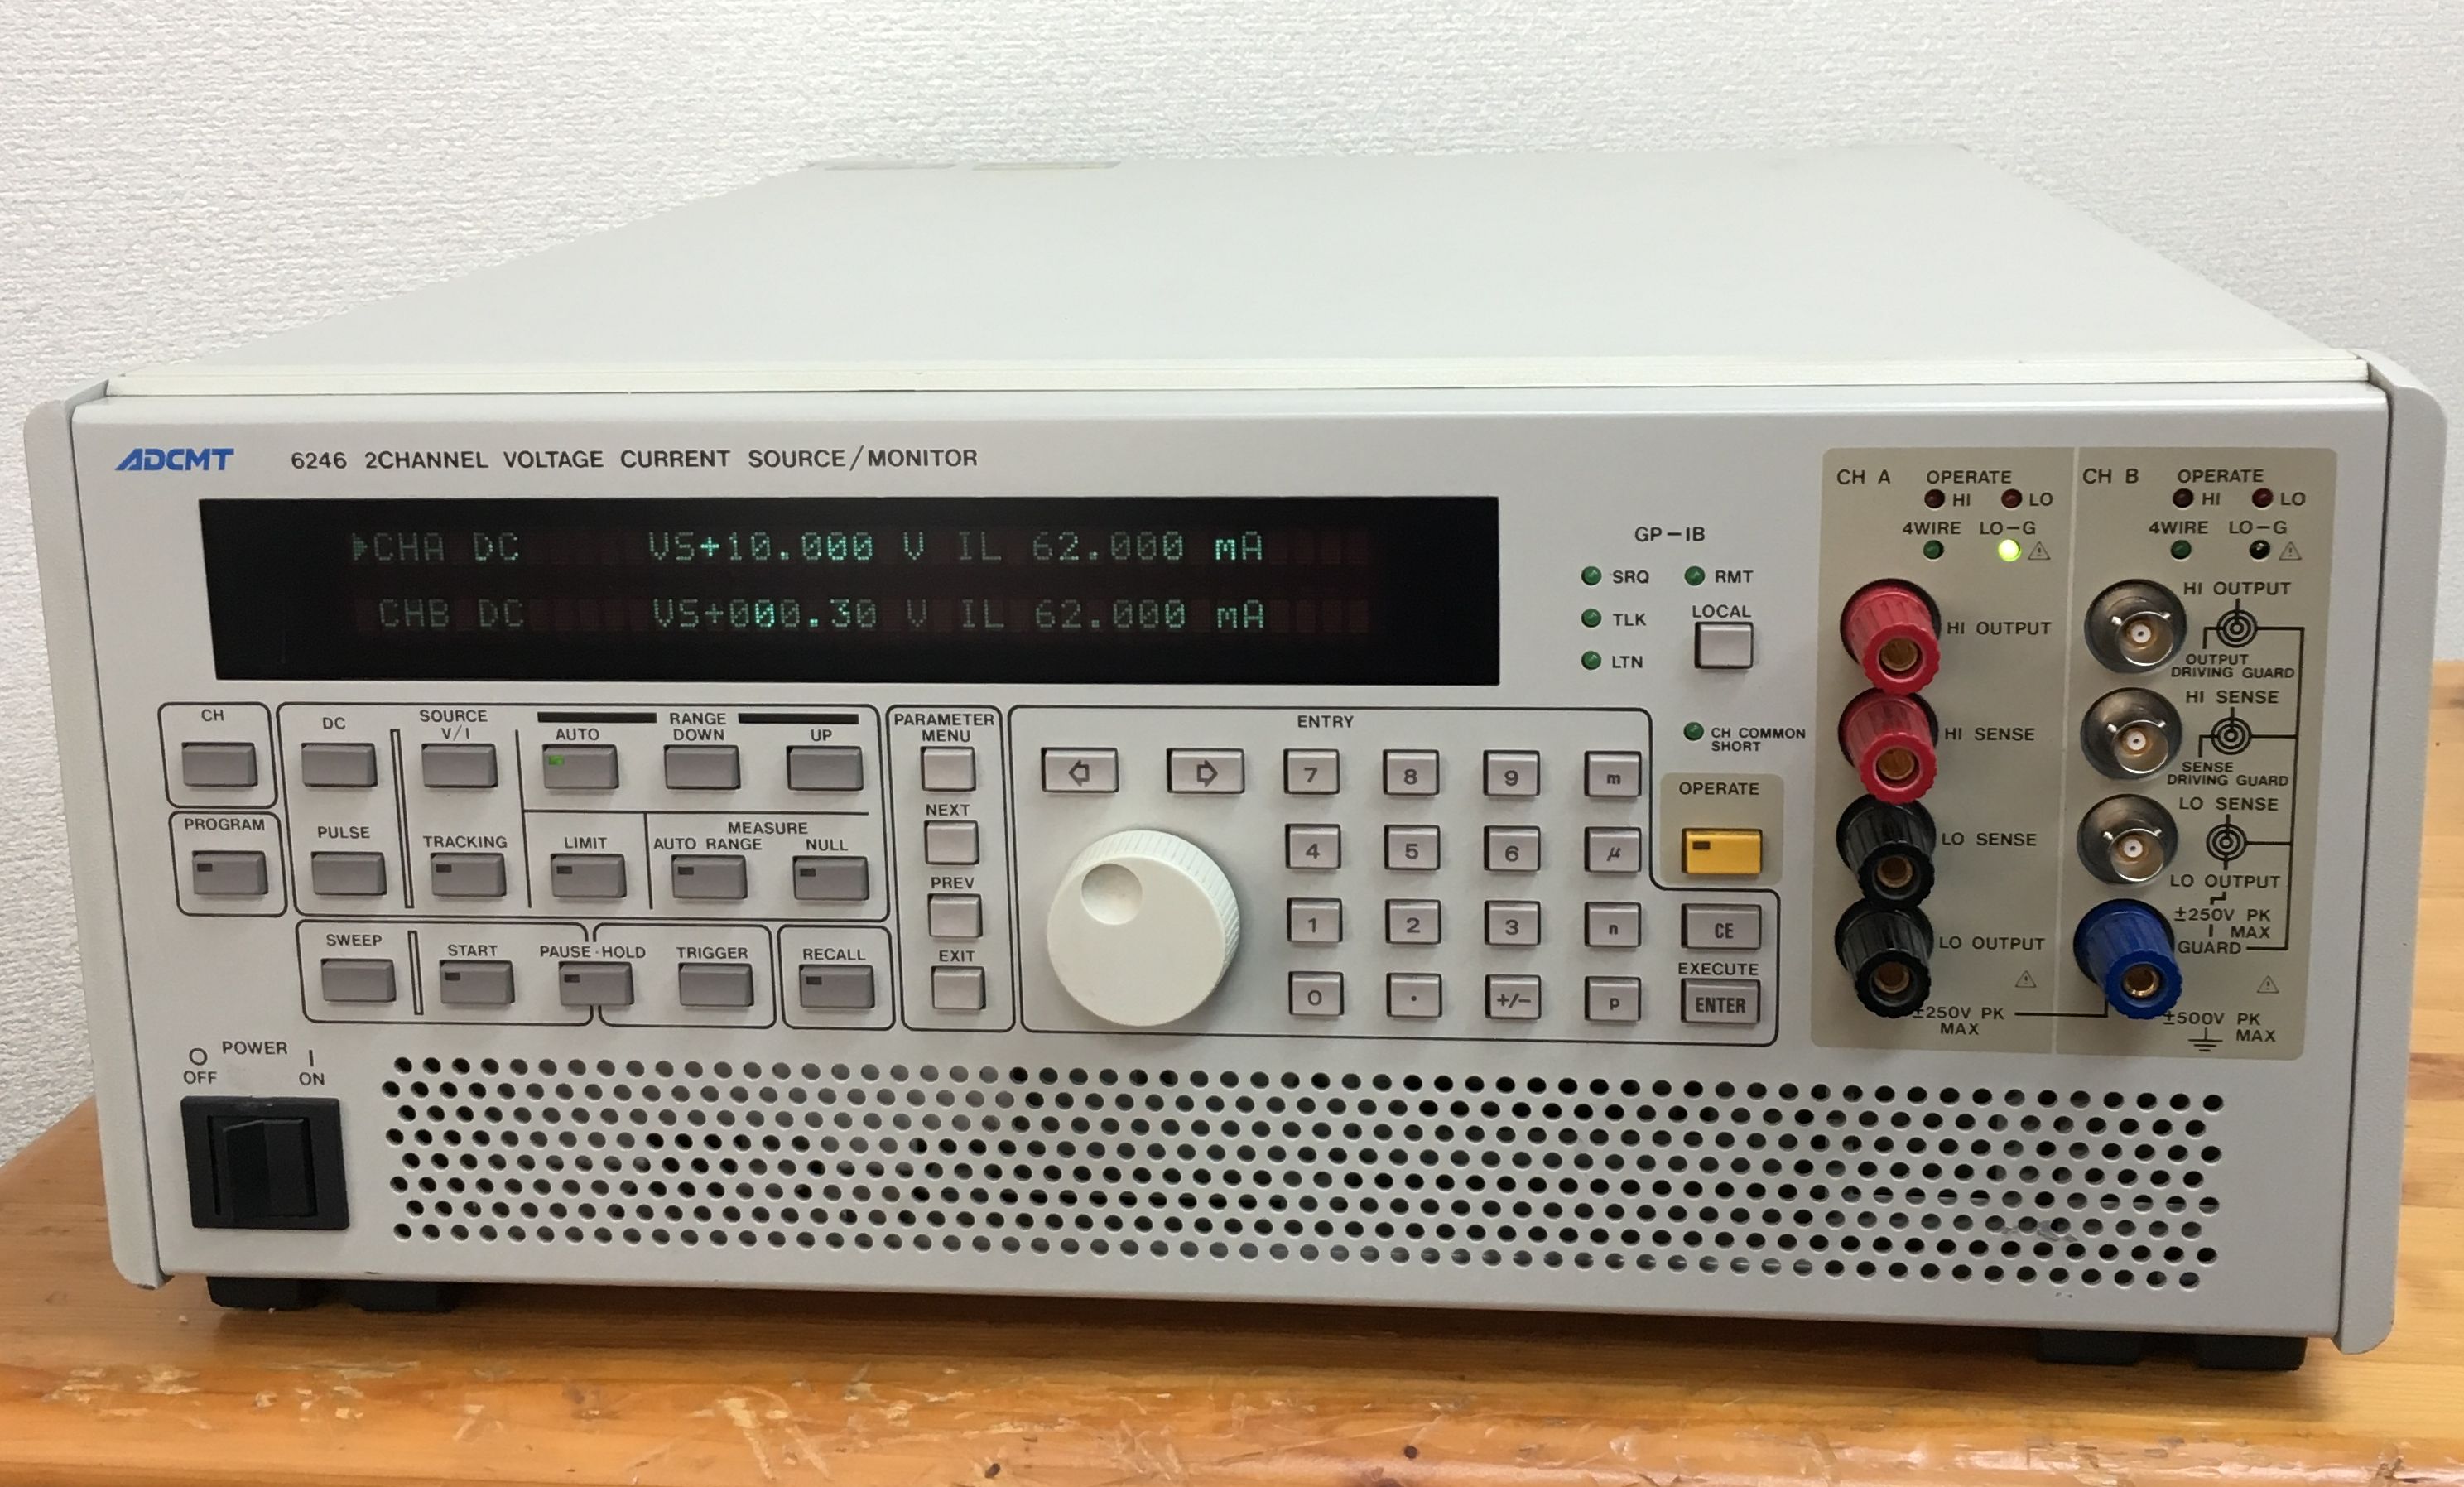 ADCMT 6246 2CHANNEL VOLTAGE CURRENT SOURCE/MONITOR
CHA DC VS+10.000 V IL 62.000 mA
CHB DC VS+000.30 V IL 62.000 mA
GP-IB
SRQ RMT
TLK
LTN
LOCAL
CH COMMON
SHORT
CH
PROGRAM
DC
SOURCE
V/I
RANGE
AUTO DOWN UP
PULSE
TRACKING
LIMIT
MEASURE
AUTO RANGE NULL
SWEEP
START
PAUSE·HOLD
TRIGGER
RECALL
PARAMETER
MENU
NEXT
PREV
EXIT
ENTRY
7 8 9 m
4 5 6 μ
1 2 3 n
0 . +/- p
OPERATE
CE
EXECUTE
ENTER
CH A OPERATE
HI LO
4WIRE LO-G
HI OUTPUT
HI SENSE
LO SENSE
LO OUTPUT
±250V PK
MAX
CH B OPERATE
HI LO
4WIRE LO-G
HI OUTPUT
OUTPUT
DRIVING GUARD
HI SENSE
SENSE
DRIVING GUARD
LO SENSE
LO OUTPUT
±250V PK
MAX
GUARD
±500V PK
MAX
POWER
OFF ON